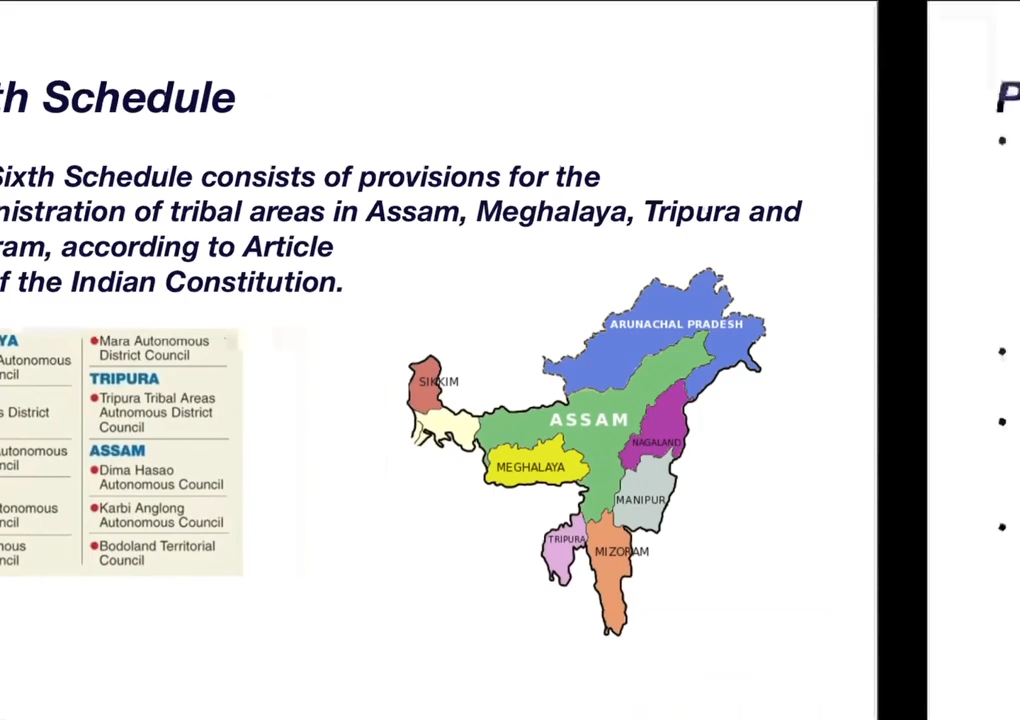 th Schedule
Sixth Schedule consists of provisions for the
nistration of tribal areas in Assam, Meghalaya, Tripura and
ram, according to Article
f the Indian Constitution.
YA
Autonomous
ncil
s District
utonomous
ncil
tonomous
ncil
mous
ncil
Mara Autonomous
District Council
TRIPURA
Tripura Tribal Areas
Autnomous District
Council
ASSAM
Dima Hasao
Autonomous Council
Karbi Anglong
Autonomous Council
Bodoland Territorial
Council
ARUNACHAL PRADESH
SIKKIM
ASSAM
NAGALAND
MEGHALAYA
MANIPUR
TRIPURA
MIZORAM
P